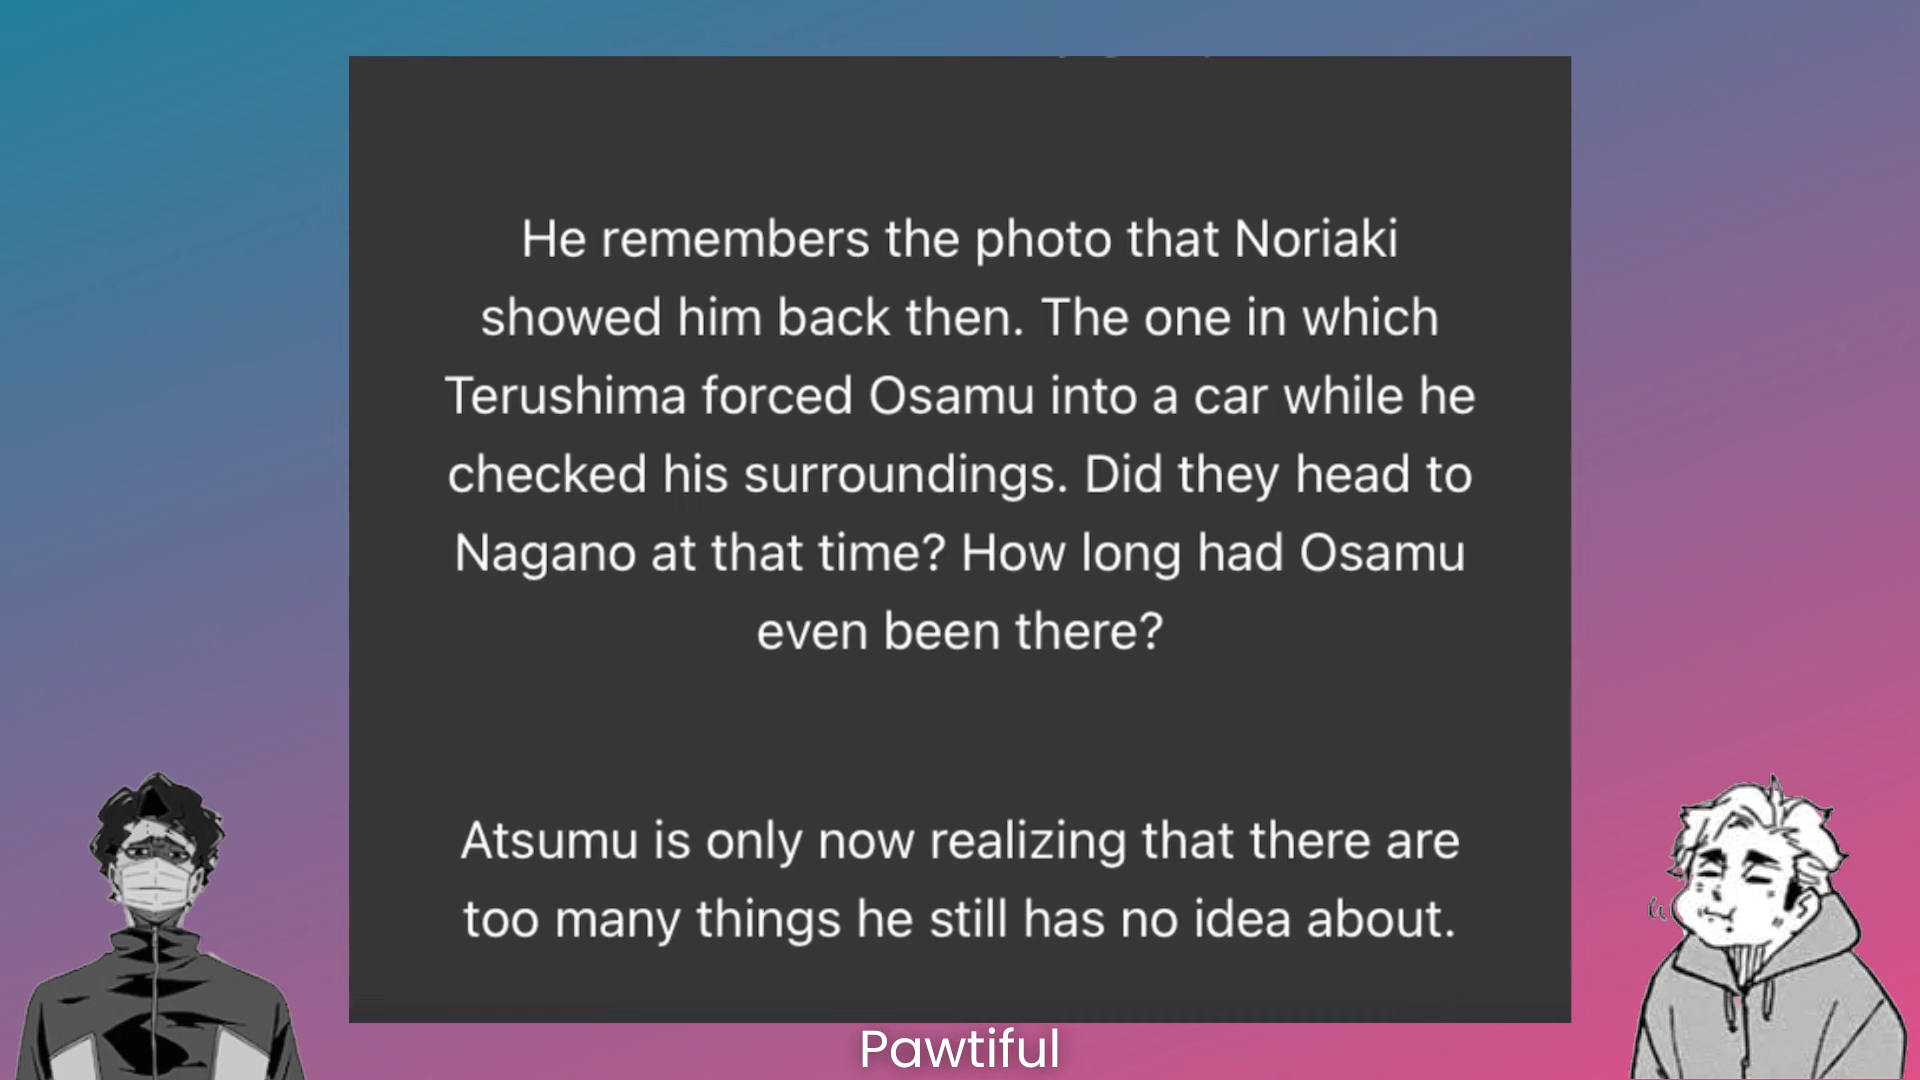 He remembers the photo that Noriaki
showed him back then. The one in which
Terushima forced Osamu into a car while he
checked his surroundings. Did they head to
Nagano at that time? How long had Osamu
even been there?
Atsumu is only now realizing that there are
too many things he still has no idea about.
Pawtiful